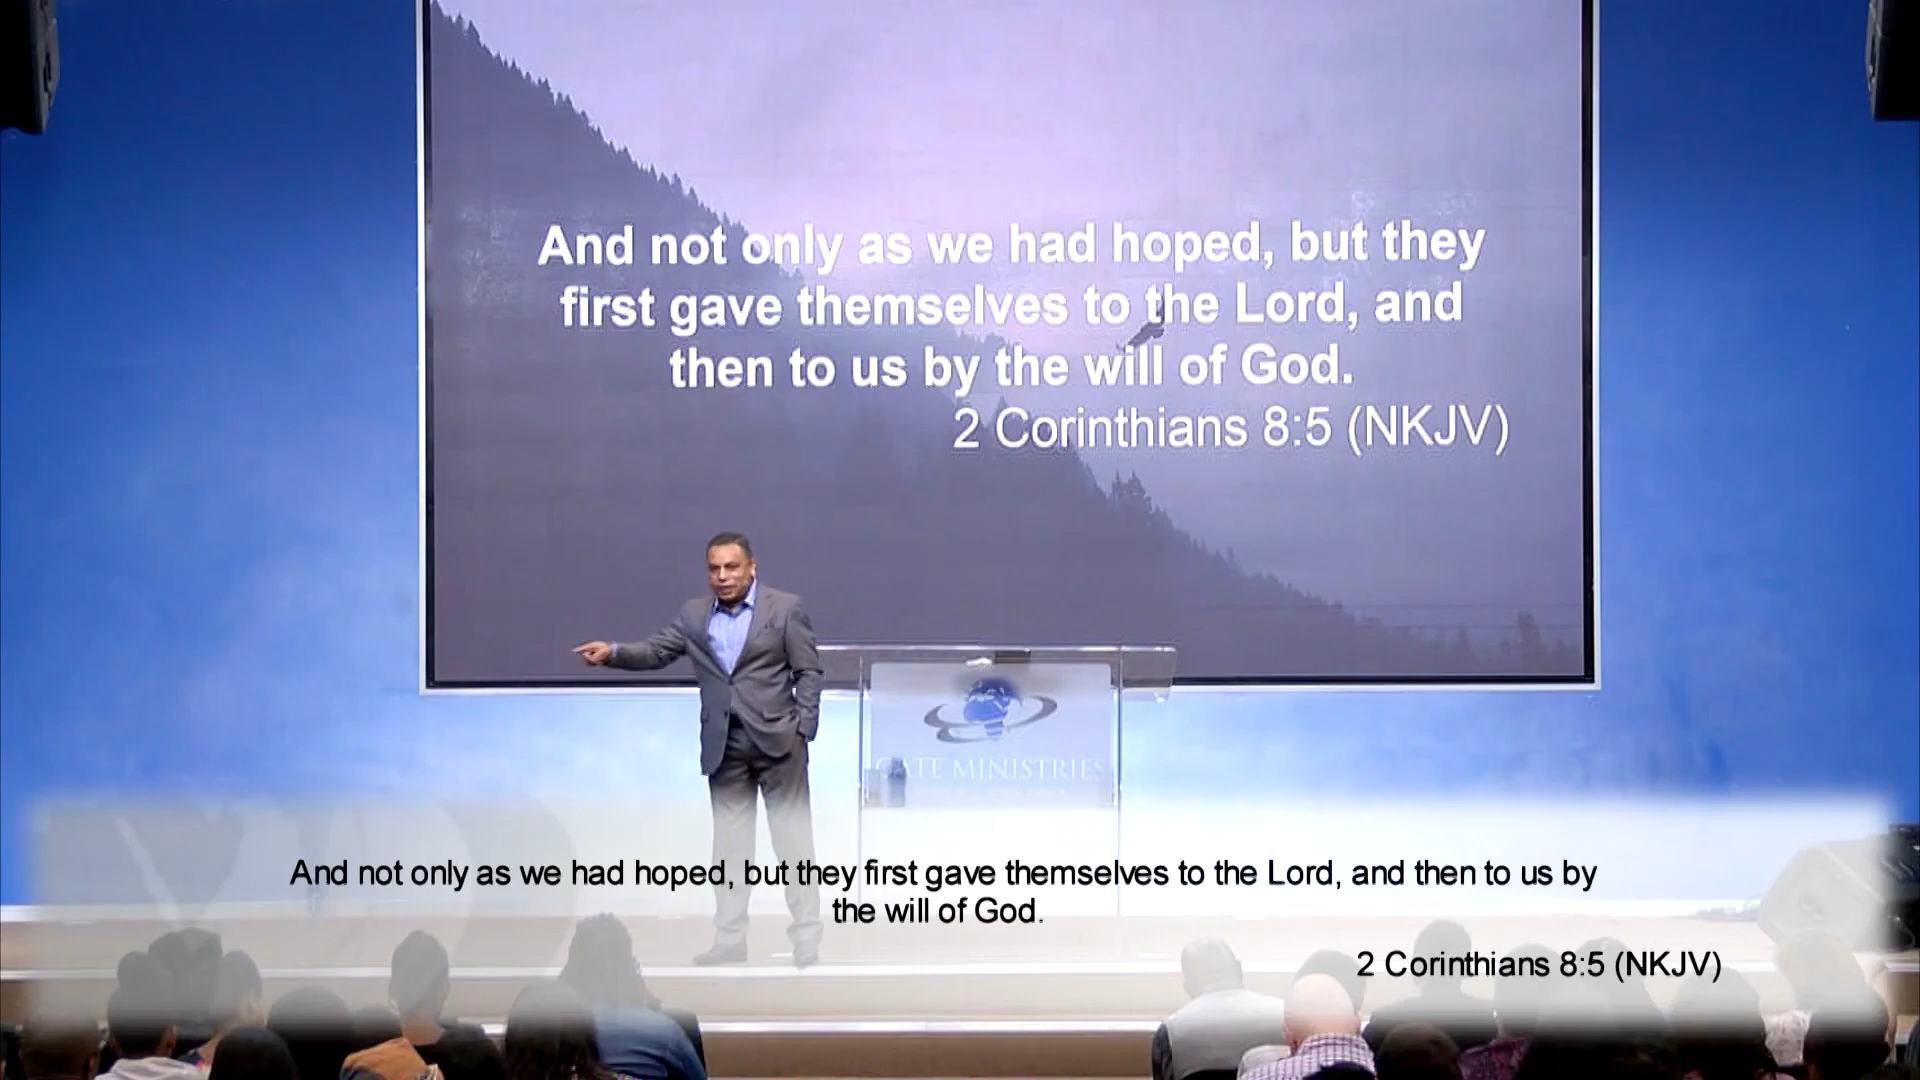 And not only as we had hoped, but they
first gave themselves to the Lord, and
then to us by the will of God.
2 Corinthians 8:5 (NKJV)
GATE MINISTRIES
And not only as we had hoped, but they first gave themselves to the Lord, and then to us by
the will of God.
2 Corinthians 8:5 (NKJV)